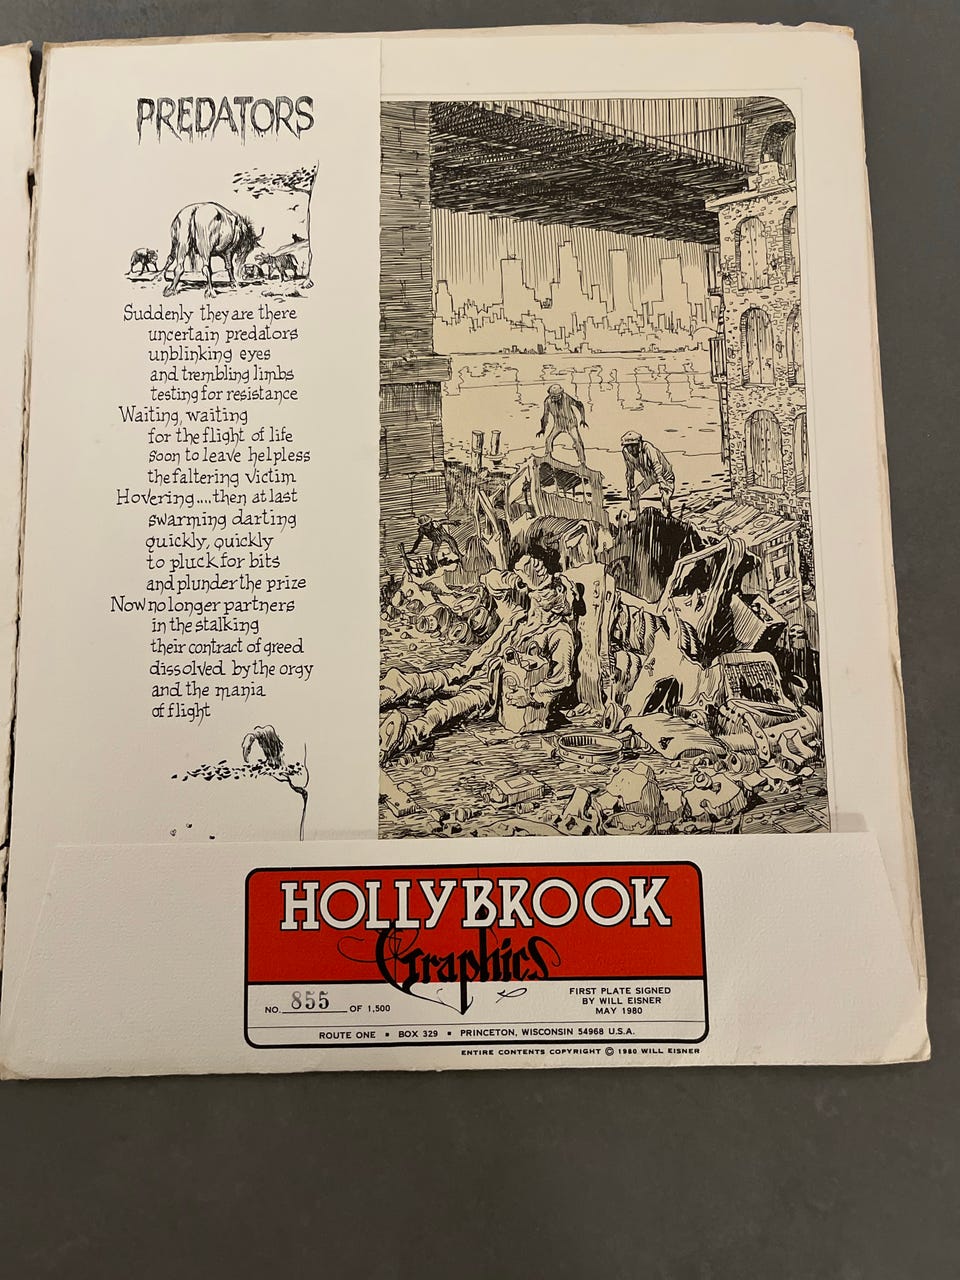 PREDATORS
Suddenly they are there
uncertain predators
unblinking eyes
and trembling limbs
testing for resistance
Waiting, waiting
for the flight of life
soon to leave helpless
the faltering victim
Hovering....then at last
swarming darting
quickly, quickly
to pluck for bits
and plunder the prize
Now no longer partners
in the stalking
their contract of greed
dissolved by the orgy
and the mania
of flight
HOLLYBROOK
Graphics
NO. 855 OF 1,500
FIRST PLATE SIGNED
BY WILL EISNER
MAY 1980
ROUTE ONE ▪ BOX 329 ▪ PRINCETON, WISCONSIN 54968 U.S.A.
ENTIRE CONTENTS COPYRIGHT © 1980 WILL EISNER